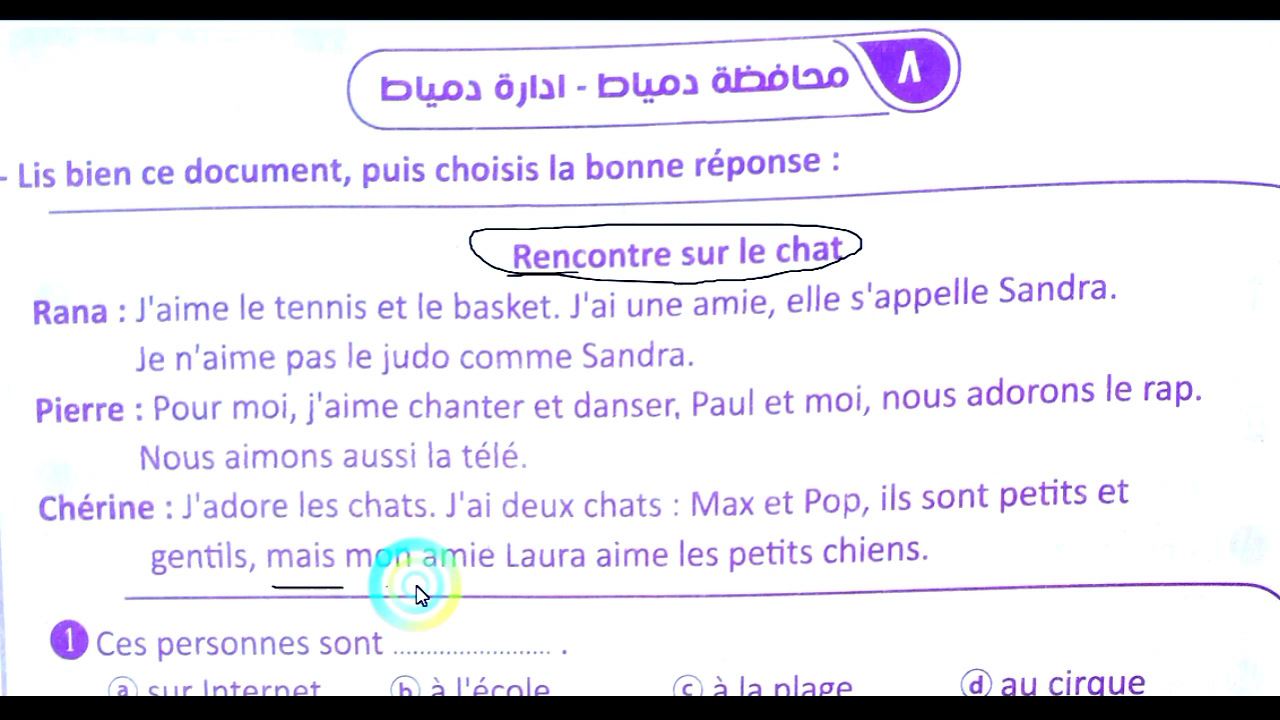 محافظة دمياط - ادارة دمياط ٨
- Lis bien ce document, puis choisis la bonne réponse :
Rencontre sur le chat
Rana : J'aime le tennis et le basket. J'ai une amie, elle s'appelle Sandra.
Je n'aime pas le judo comme Sandra.
Pierre : Pour moi, j'aime chanter et danser, Paul et moi, nous adorons le rap.
Nous aimons aussi la télé.
Chérine : J'adore les chats. J'ai deux chats : Max et Pop, ils sont petits et
gentils, mais mon amie Laura aime les petits chiens.
1 Ces personnes sont ........................ .
a sur Internet b à l'école c à la plage d au cirque